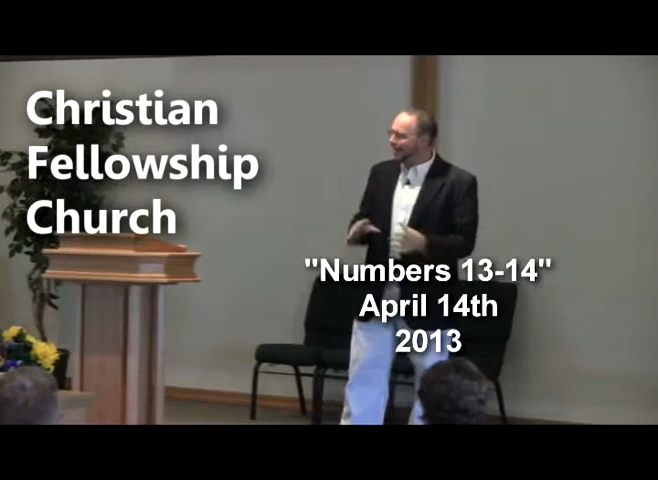 Christian
Fellowship
Church
"Numbers 13-14"
April 14th
2013